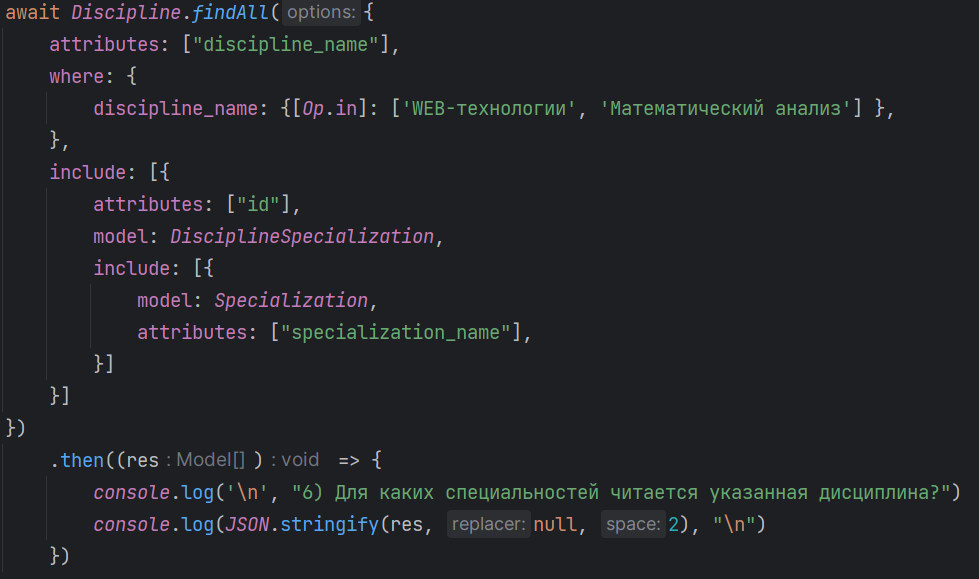 await Discipline.findAll( options: {
    attributes: ["discipline_name"],
    where: {
        discipline_name: {[Op.in]: ['WEB-технологии', 'Математический анализ'] },
    },
    include: [{
        attributes: ["id"],
        model: DisciplineSpecialization,
        include: [{
            model: Specialization,
            attributes: ["specialization_name"],
        }]
    }]
})
    .then((res : Model[] ) : void  => {
        console.log('\n', "6) Для каких специальностей читается указанная дисциплина?")
        console.log(JSON.stringify(res, replacer: null, space: 2), "\n")
    })